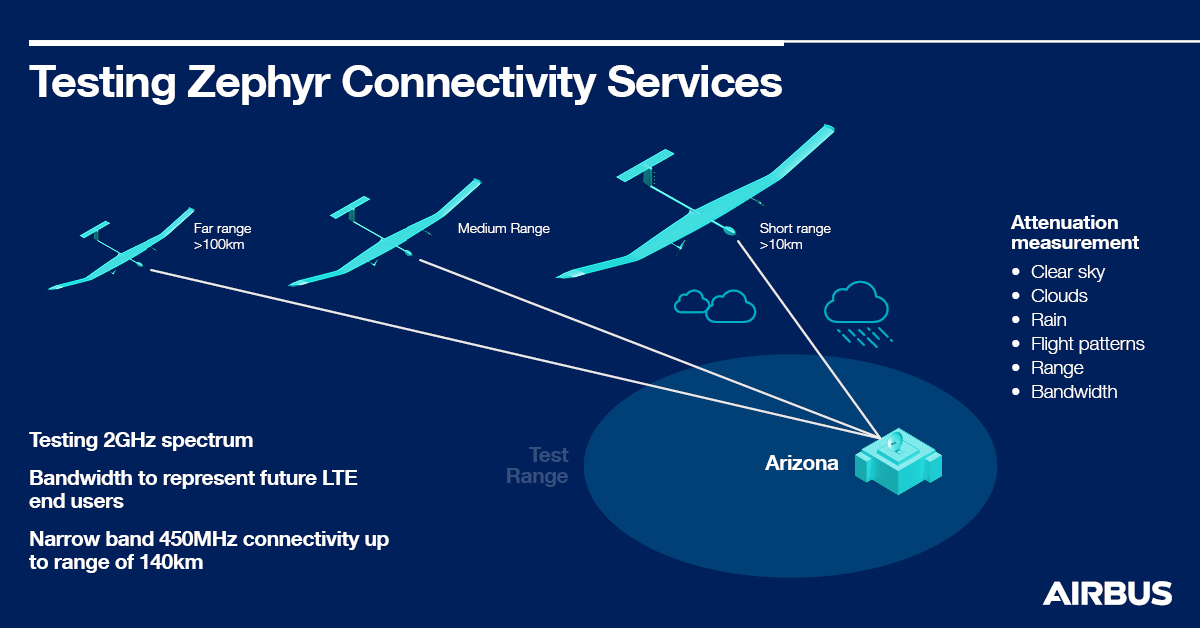 Testing Zephyr Connectivity Services
Far range
>100km
Medium Range
Short range
>10km
Attenuation
measurement
• Clear sky
• Clouds
• Rain
• Flight patterns
• Range
• Bandwidth
Testing 2GHz spectrum
Bandwidth to represent future LTE
end users
Narrow band 450MHz connectivity up
to range of 140km
Test
Range
Arizona
AIRBUS